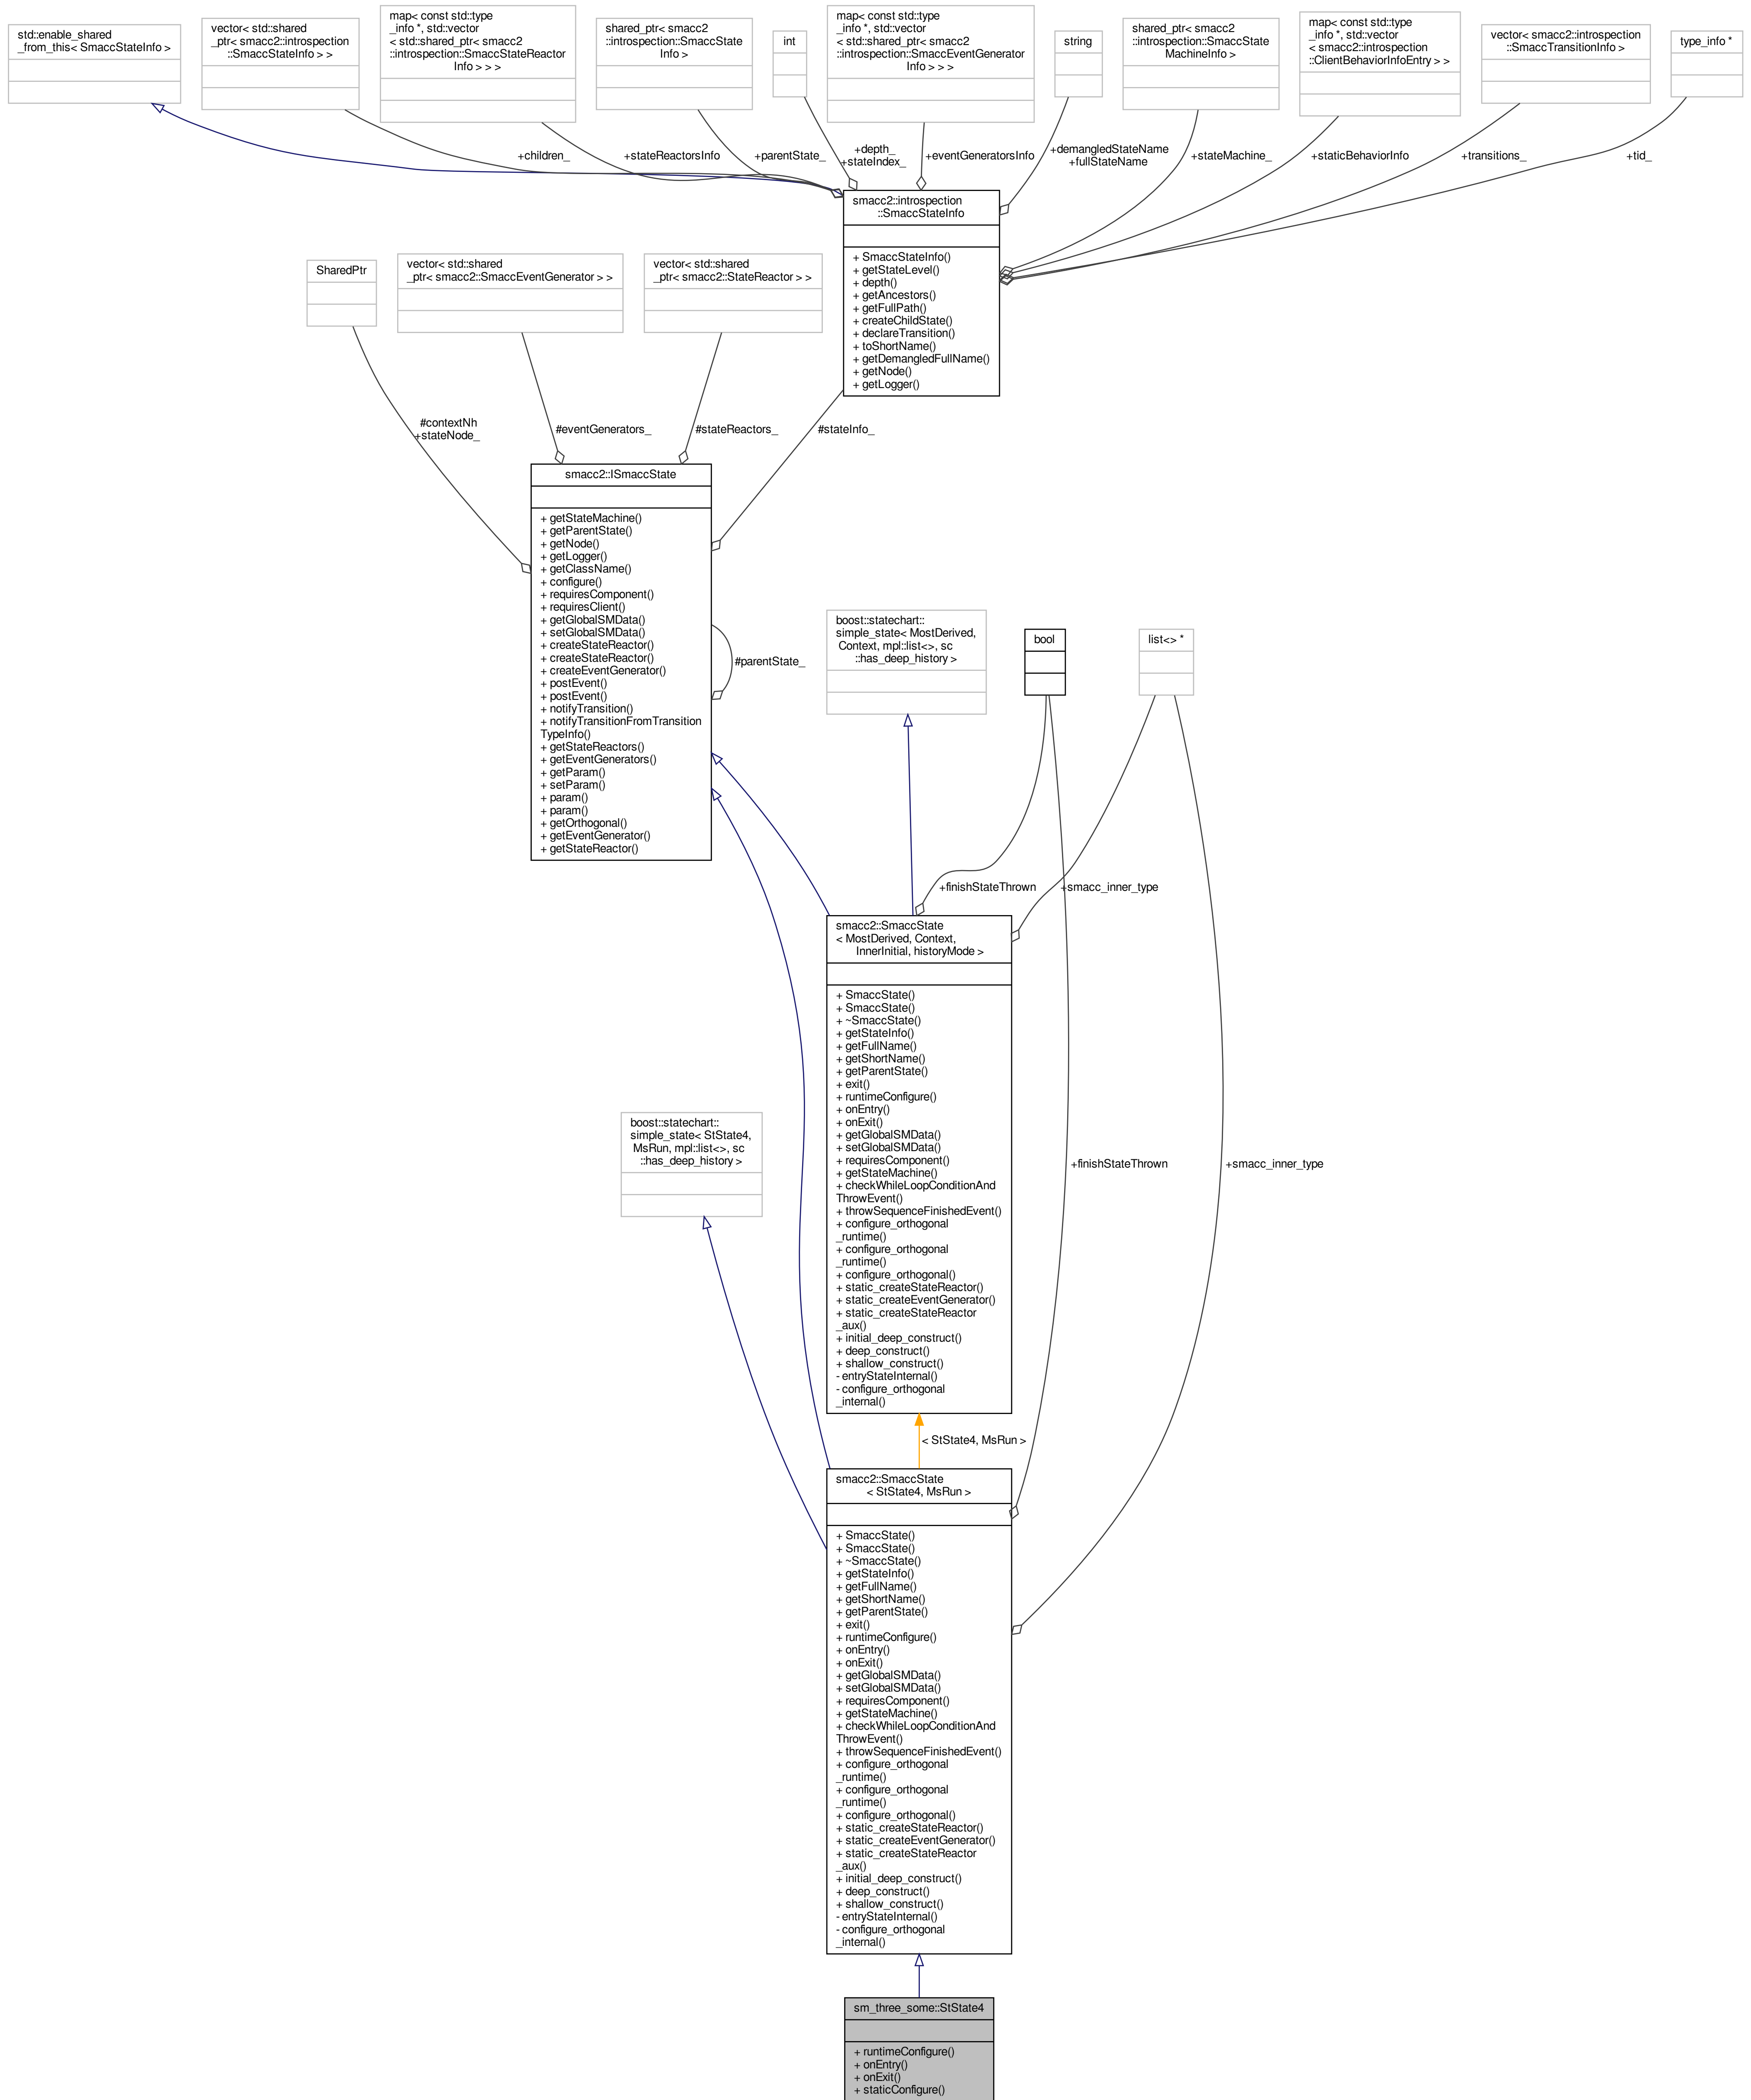 std::enable_shared
_from_this< SmaccStateInfo >
vector< std::shared
_ptr< smacc2::introspection
::SmaccStateInfo > >
map< const std::type
_info *, std::vector
< std::shared_ptr< smacc2
::introspection::SmaccStateReactor
Info > > >
shared_ptr< smacc2
::introspection::SmaccState
Info >
int
map< const std::type
_info *, std::vector
< std::shared_ptr< smacc2
::introspection::SmaccEventGenerator
Info > > >
string
shared_ptr< smacc2
::introspection::SmaccState
MachineInfo >
map< const std::type
_info *, std::vector
< smacc2::introspection
::ClientBehaviorInfoEntry > >
vector< smacc2::introspection
::SmaccTransitionInfo >
type_info *
+children_
+stateReactorsInfo
+parentState_
+depth_
+stateIndex_
+eventGeneratorsInfo
+demangledStateName
+fullStateName
+stateMachine_
+staticBehaviorInfo
+transitions_
+tid_
smacc2::introspection
::SmaccStateInfo
+ SmaccStateInfo()
+ getStateLevel()
+ depth()
+ getAncestors()
+ getFullPath()
+ createChildState()
+ declareTransition()
+ toShortName()
+ getDemangledFullName()
+ getNode()
+ getLogger()
SharedPtr
vector< std::shared
_ptr< smacc2::SmaccEventGenerator > >
vector< std::shared
_ptr< smacc2::StateReactor > >
#contextNh
+stateNode_
#eventGenerators_
#stateReactors_
#stateInfo_
smacc2::ISmaccState
+ getStateMachine()
+ getParentState()
+ getNode()
+ getLogger()
+ getClassName()
+ configure()
+ requiresComponent()
+ requiresClient()
+ getGlobalSMData()
+ setGlobalSMData()
+ createStateReactor()
+ createStateReactor()
+ createEventGenerator()
+ postEvent()
+ postEvent()
+ notifyTransition()
+ notifyTransitionFromTransition
TypeInfo()
+ getStateReactors()
+ getEventGenerators()
+ getParam()
+ setParam()
+ param()
+ param()
+ getOrthogonal()
+ getEventGenerator()
+ getStateReactor()
#parentState_
boost::statechart::
simple_state< MostDerived,
Context, mpl::list<>, sc
::has_deep_history >
bool
list<> *
+finishStateThrown
+smacc_inner_type
smacc2::SmaccState
< MostDerived, Context,
InnerInitial, historyMode >
+ SmaccState()
+ SmaccState()
+ ~SmaccState()
+ getStateInfo()
+ getFullName()
+ getShortName()
+ getParentState()
+ exit()
+ runtimeConfigure()
+ onEntry()
+ onExit()
+ getGlobalSMData()
+ setGlobalSMData()
+ requiresComponent()
+ getStateMachine()
+ checkWhileLoopConditionAnd
ThrowEvent()
+ throwSequenceFinishedEvent()
+ configure_orthogonal
_runtime()
+ configure_orthogonal
_runtime()
+ configure_orthogonal()
+ static_createStateReactor()
+ static_createEventGenerator()
+ static_createStateReactor
_aux()
+ initial_deep_construct()
+ deep_construct()
+ shallow_construct()
- entryStateInternal()
- configure_orthogonal
_internal()
boost::statechart::
simple_state< StState4,
MsRun, mpl::list<>, sc
::has_deep_history >
+finishStateThrown
+smacc_inner_type
< StState4, MsRun >
smacc2::SmaccState
< StState4, MsRun >
+ SmaccState()
+ SmaccState()
+ ~SmaccState()
+ getStateInfo()
+ getFullName()
+ getShortName()
+ getParentState()
+ exit()
+ runtimeConfigure()
+ onEntry()
+ onExit()
+ getGlobalSMData()
+ setGlobalSMData()
+ requiresComponent()
+ getStateMachine()
+ checkWhileLoopConditionAnd
ThrowEvent()
+ throwSequenceFinishedEvent()
+ configure_orthogonal
_runtime()
+ configure_orthogonal
_runtime()
+ configure_orthogonal()
+ static_createStateReactor()
+ static_createEventGenerator()
+ static_createStateReactor
_aux()
+ initial_deep_construct()
+ deep_construct()
+ shallow_construct()
- entryStateInternal()
- configure_orthogonal
_internal()
sm_three_some::StState4
+ runtimeConfigure()
+ onEntry()
+ onExit()
+ staticConfigure()